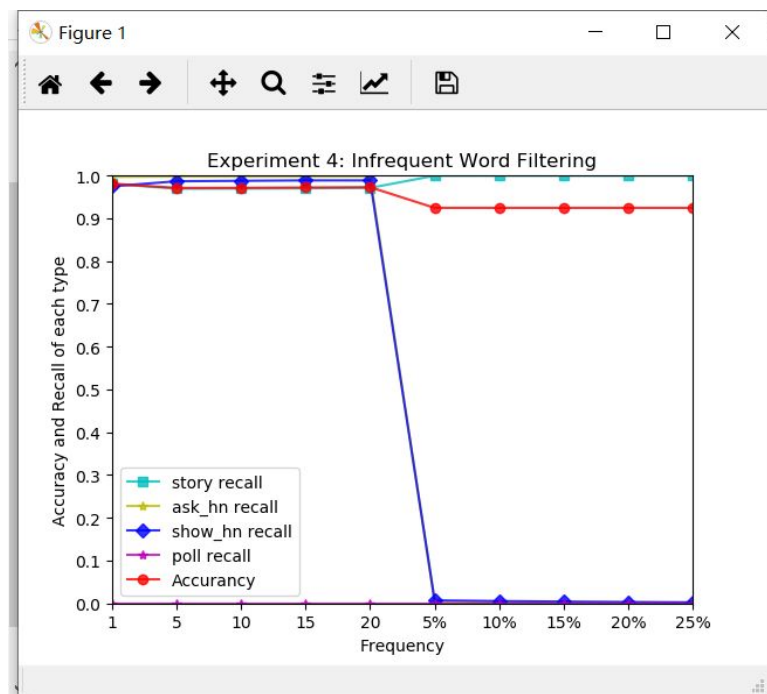 Figure 1
Experiment 4: Infrequent Word Filtering
Accuracy and Recall of each type
1.0
0.9
0.8
0.7
0.6
0.5
0.4
0.3
0.2
0.1
0.0
story recall
ask_hn recall
show_hn recall
poll recall
Accurancy
1 5 10 15 20 5% 10% 15% 20% 25%
Frequency